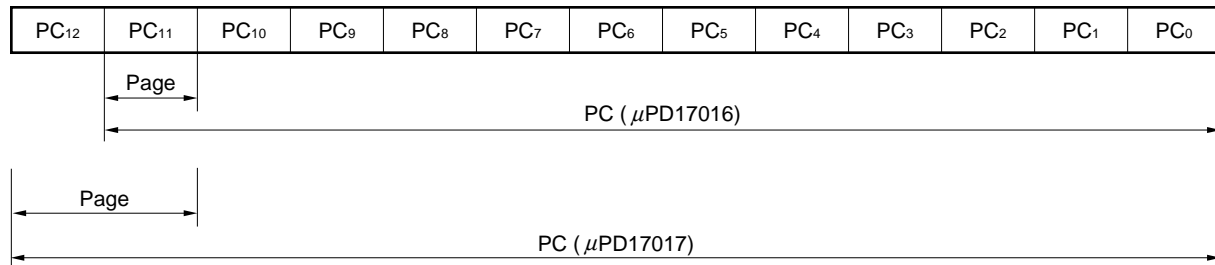 PC₁₂ PC₁₁ PC₁₀ PC₉ PC₈ PC₇ PC₆ PC₅ PC₄ PC₃ PC₂ PC₁ PC₀
Page
PC ( μPD17016)
Page
PC ( μPD17017)